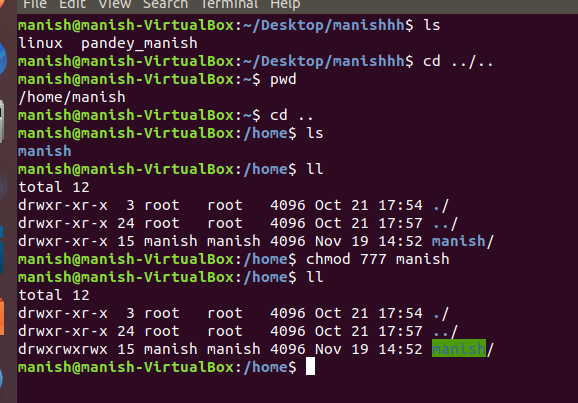 File Edit View Search Terminal Help
manish@manish-VirtualBox:~/Desktop/manishhh$ ls
linux  pandey_manish
manish@manish-VirtualBox:~/Desktop/manishhh$ cd ../..
manish@manish-VirtualBox:~$ pwd
/home/manish
manish@manish-VirtualBox:~$ cd ..
manish@manish-VirtualBox:/home$ ls
manish
manish@manish-VirtualBox:/home$ ll
total 12
drwxr-xr-x  3 root   root   4096 Oct 21 17:54 ./
drwxr-xr-x 24 root   root   4096 Oct 21 17:57 ../
drwxr-xr-x 15 manish manish 4096 Nov 19 14:52 manish/
manish@manish-VirtualBox:/home$ chmod 777 manish
manish@manish-VirtualBox:/home$ ll
total 12
drwxr-xr-x  3 root   root   4096 Oct 21 17:54 ./
drwxr-xr-x 24 root   root   4096 Oct 21 17:57 ../
drwxrwxrwx 15 manish manish 4096 Nov 19 14:52 manish/
manish@manish-VirtualBox:/home$